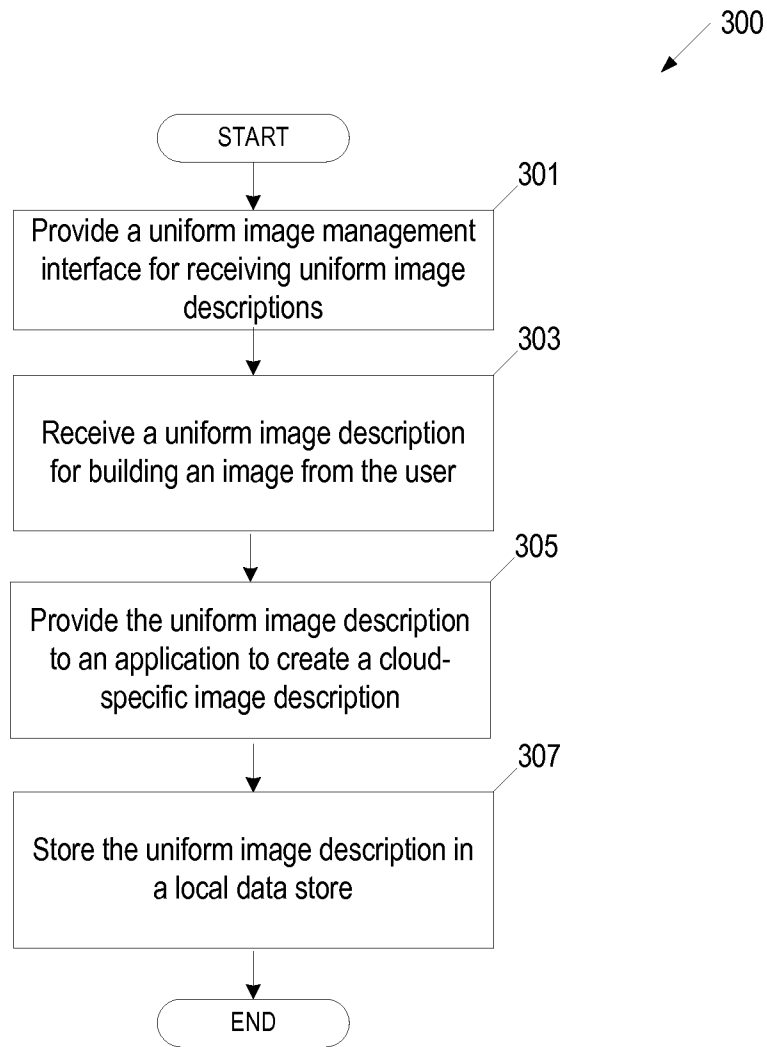 300
START
301
Provide a uniform image management
interface for receiving uniform image
descriptions
303
Receive a uniform image description
for building an image from the user
305
Provide the uniform image description
to an application to create a cloud-
specific image description
307
Store the uniform image description in
a local data store
END